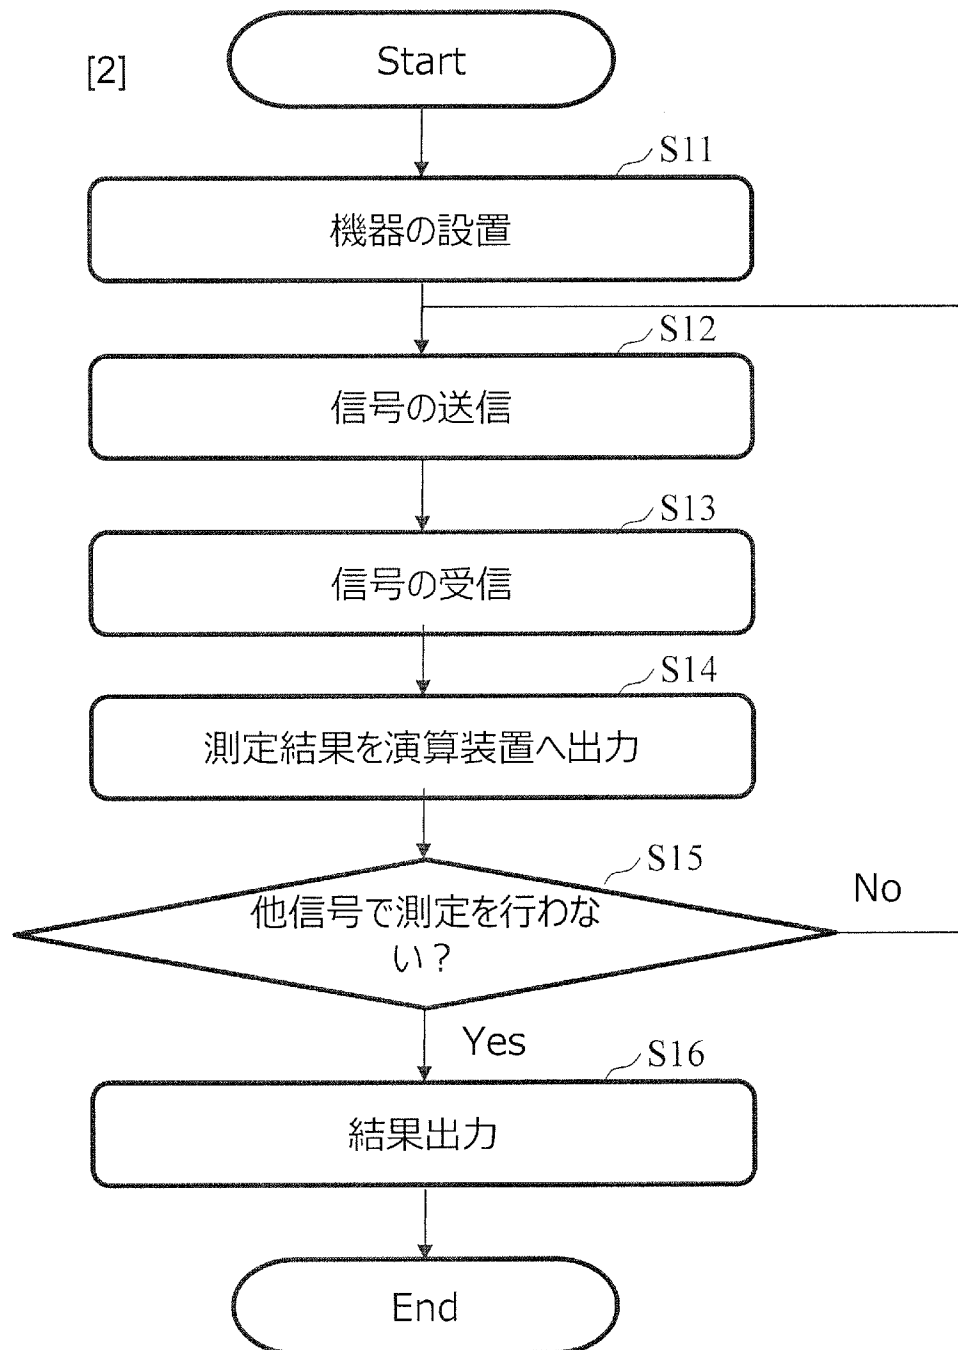 [2]
Start
S11
機器の設置
S12
信号の送信
S13
信号の受信
S14
測定結果を演算装置へ出力
S15
他信号で測定を行わな
い？
No
Yes
S16
結果出力
End